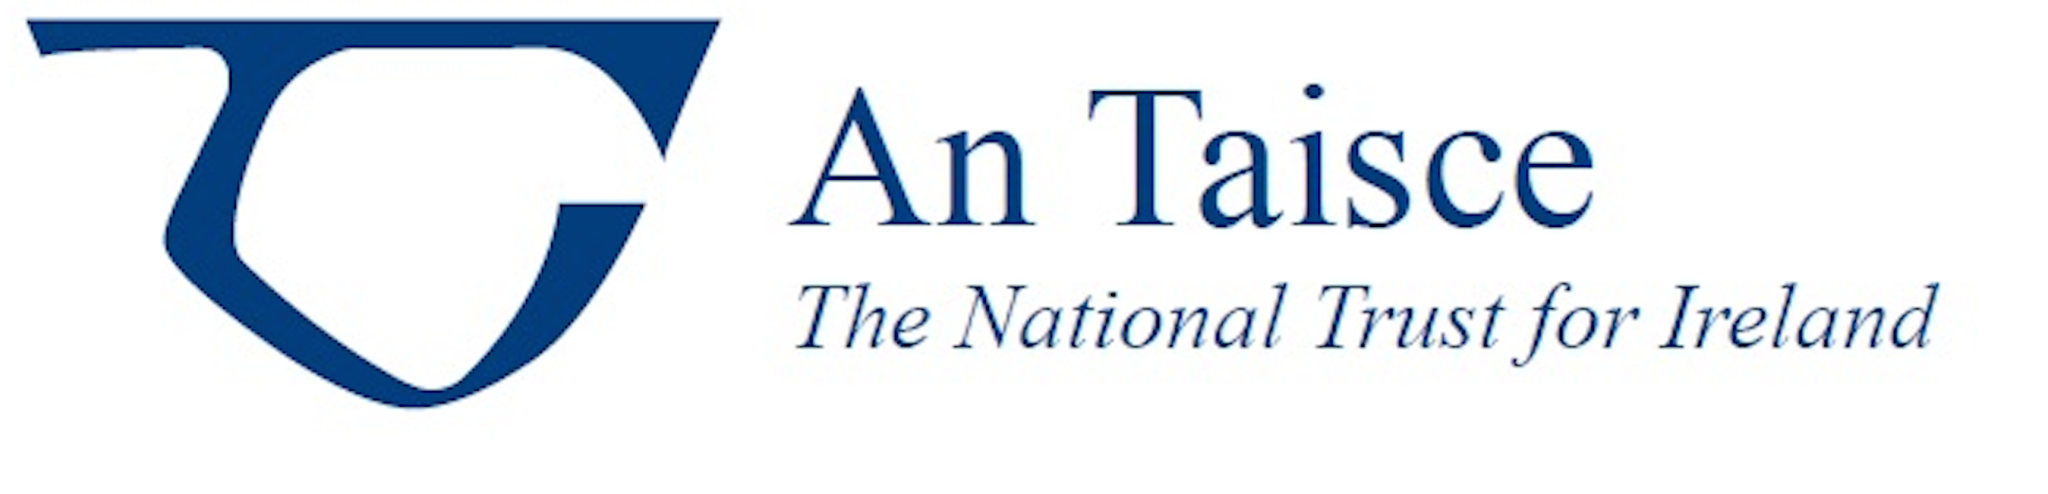 An Taisce
The National Trust for Ireland